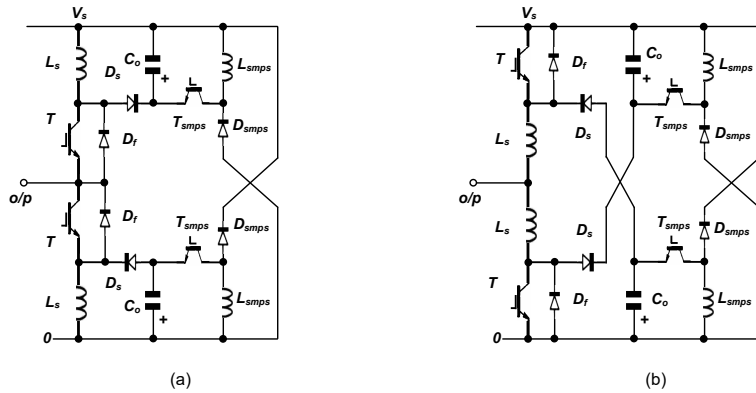 Vs
Ls
Ds
Co
+
Lsmps
T
Df
Tsmps
Dsmps
o/p
T
Df
Tsmps
Dsmps
Ds
Ls
Co
+
Lsmps
0
(a)
Vs
T
Df
Co
+
Lsmps
Ls
Ds
Tsmps
Dsmps
o/p
Ls
Ds
Tsmps
Dsmps
T
Df
Co
+
Lsmps
0
(b)